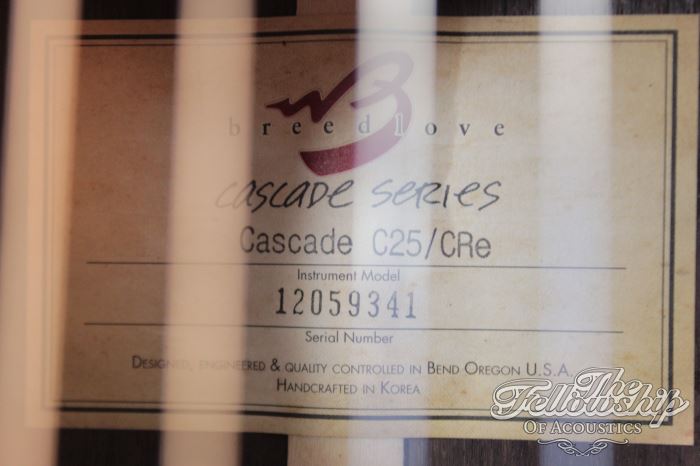 breedlove
cascade series
Cascade C25/CRe
Instrument Model
12059341
Serial Number
Designed, engineered & quality controlled in Bend Oregon U.S.A.
Handcrafted in Korea
The
Fellowship
Of Acoustics